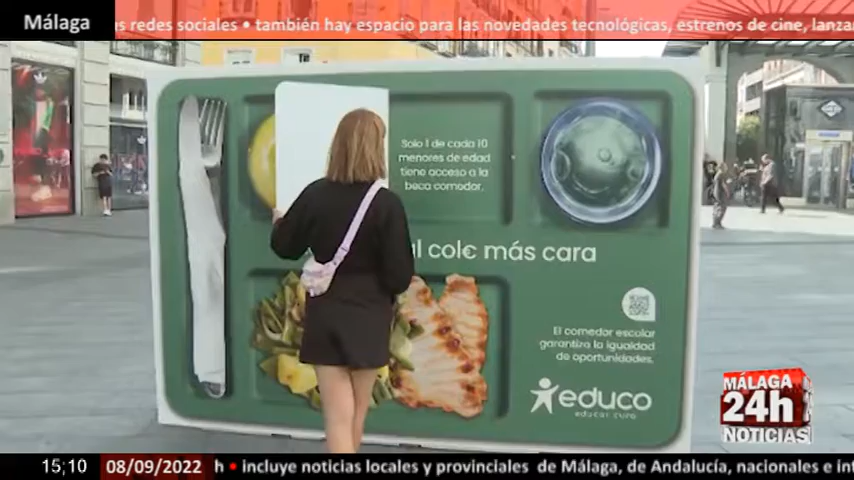 Málaga
as redes sociales • también hay espacio para las novedades tecnológicas, estrenos de cine, lanza
Solo 1 de cada 10
menores de edad
tiene acceso a la
beca comedor.
al cole más cara
El comedor escolar
garantiza la igualdad
de oportunidades.
educo
educar cura
MÁLAGA
24h
NOTICIAS
15:10 08/09/2022 h • incluye noticias locales y provinciales de Málaga, de Andalucía, nacionales e in